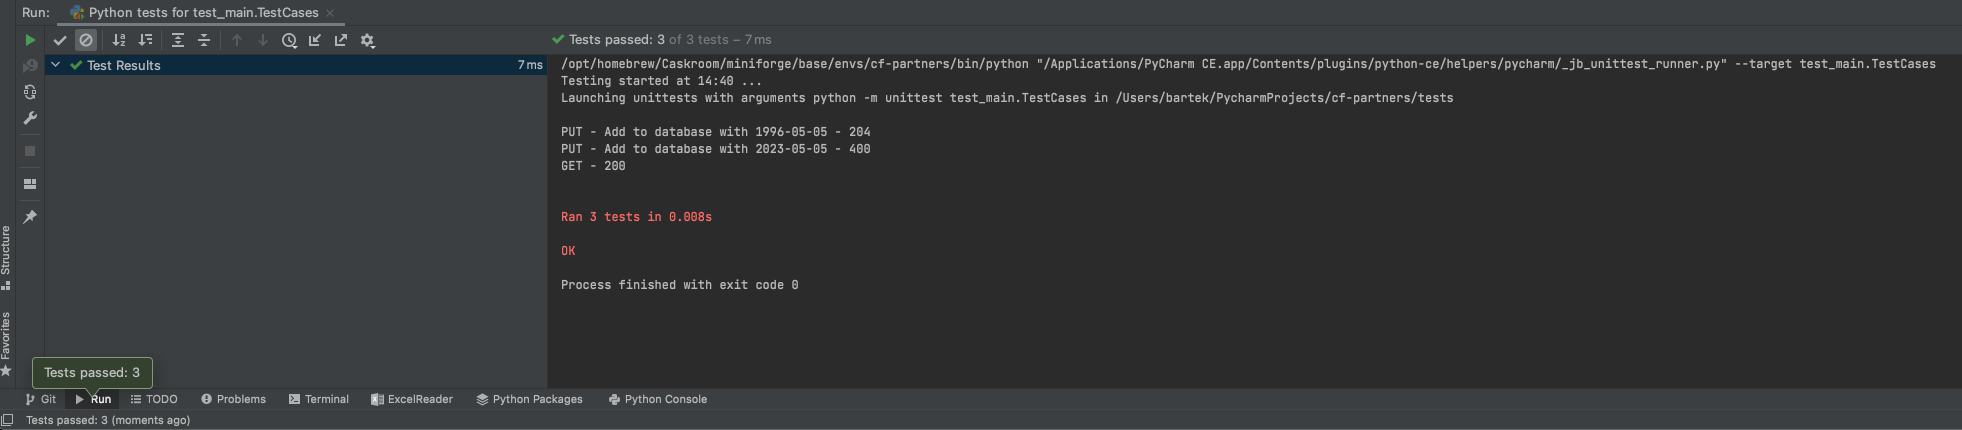 Run: Python tests for test_main.TestCases ×
Tests passed: 3 of 3 tests – 7 ms
Test Results 7 ms
/opt/homebrew/Caskroom/miniforge/base/envs/cf-partners/bin/python "/Applications/PyCharm CE.app/Contents/plugins/python-ce/helpers/pycharm/_jb_unittest_runner.py" --target test_main.TestCases
Testing started at 14:40 ...
Launching unittests with arguments python -m unittest test_main.TestCases in /Users/bartek/PycharmProjects/cf-partners/tests
PUT - Add to database with 1996-05-05 - 204
PUT - Add to database with 2023-05-05 - 400
GET - 200
Ran 3 tests in 0.008s
OK
Process finished with exit code 0
Structure
Favorites
Tests passed: 3
Git Run TODO Problems Terminal ExcelReader Python Packages Python Console
Tests passed: 3 (moments ago)